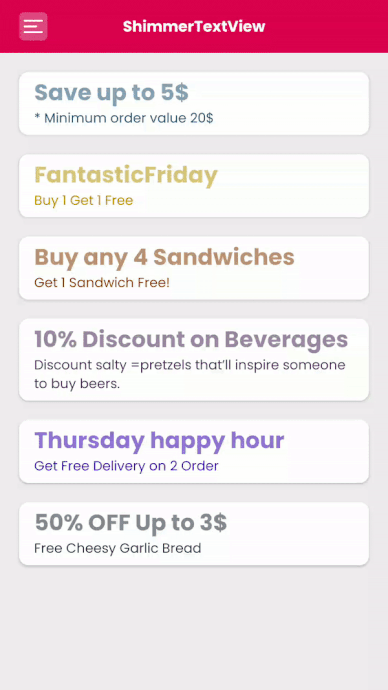 ShimmerTextView
Save up to 5$
* Minimum order value 20$
FantasticFriday
Buy 1 Get 1 Free
Buy any 4 Sandwiches
Get 1 Sandwich Free!
10% Discount on Beverages
Discount salty =pretzels that'll inspire someone
to buy beers.
Thursday happy hour
Get Free Delivery on 2 Order
50% OFF Up to 3$
Free Cheesy Garlic Bread